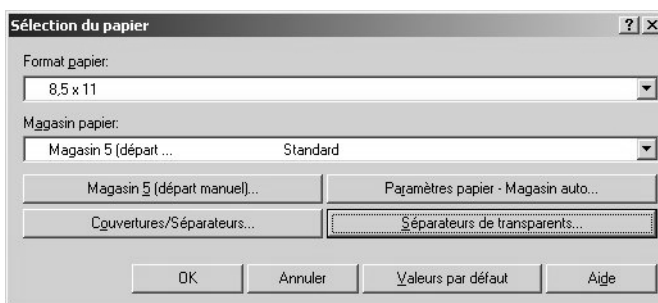 Sélection du papier
Format papier:
8,5 x 11
Magasin papier:
Magasin 5 (départ ... Standard
Magasin 5 (départ manuel)... Paramètres papier - Magasin auto...
Couvertures/Séparateurs... Séparateurs de transparents...
OK Annuler Valeurs par défaut Aide